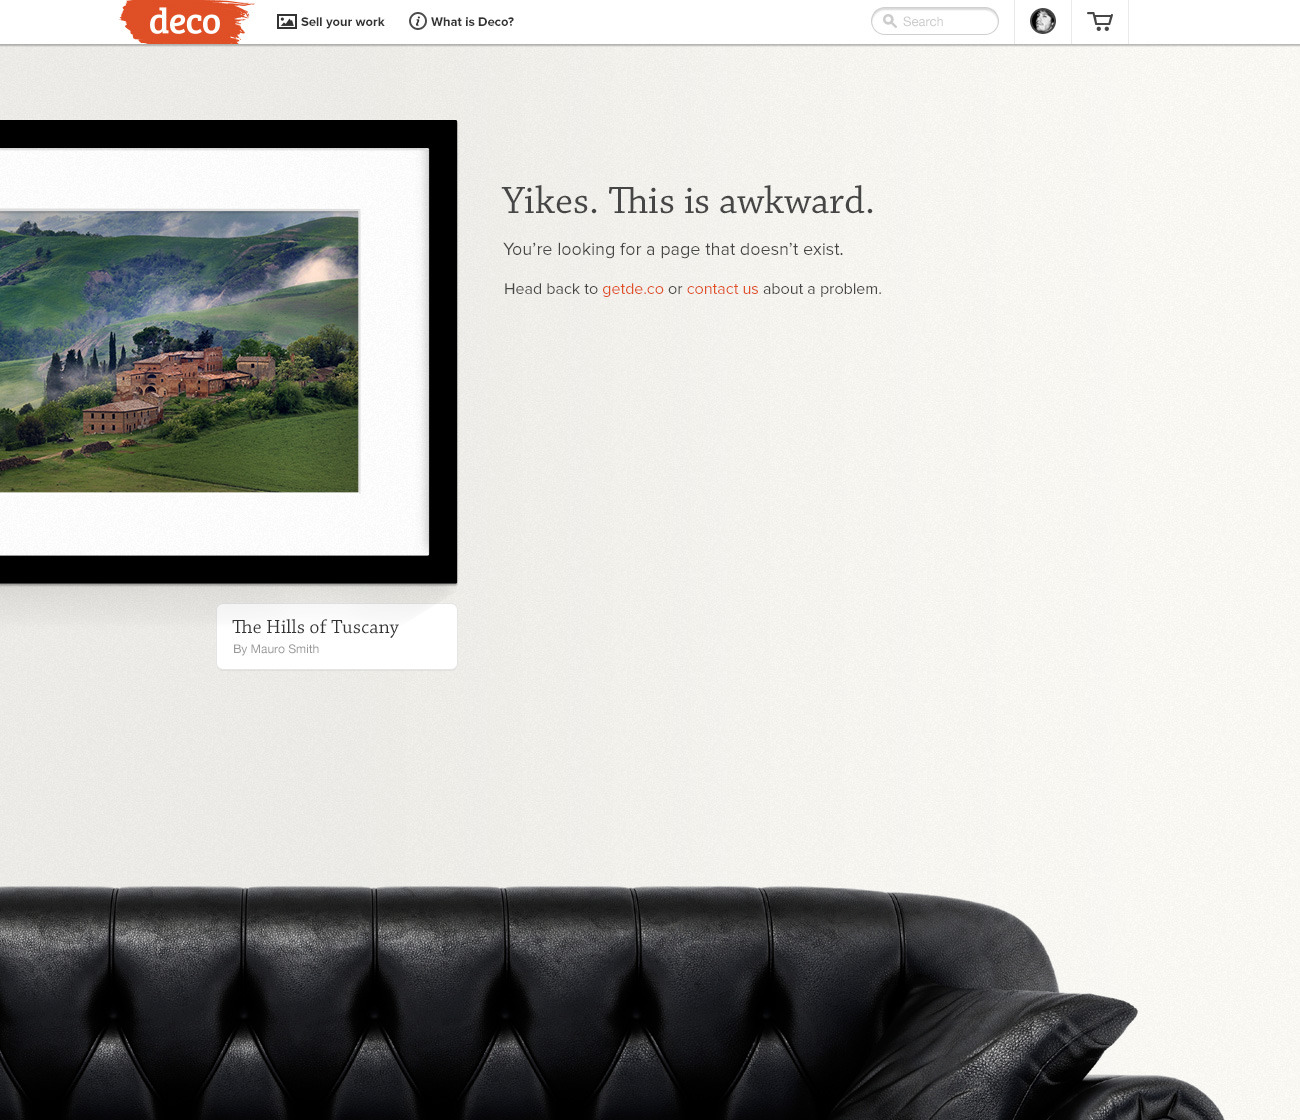 deco
Sell your work
What is Deco?
Search
Yikes. This is awkward.
You’re looking for a page that doesn’t exist.
Head back to getde.co or contact us about a problem.
The Hills of Tuscany
By Mauro Smith